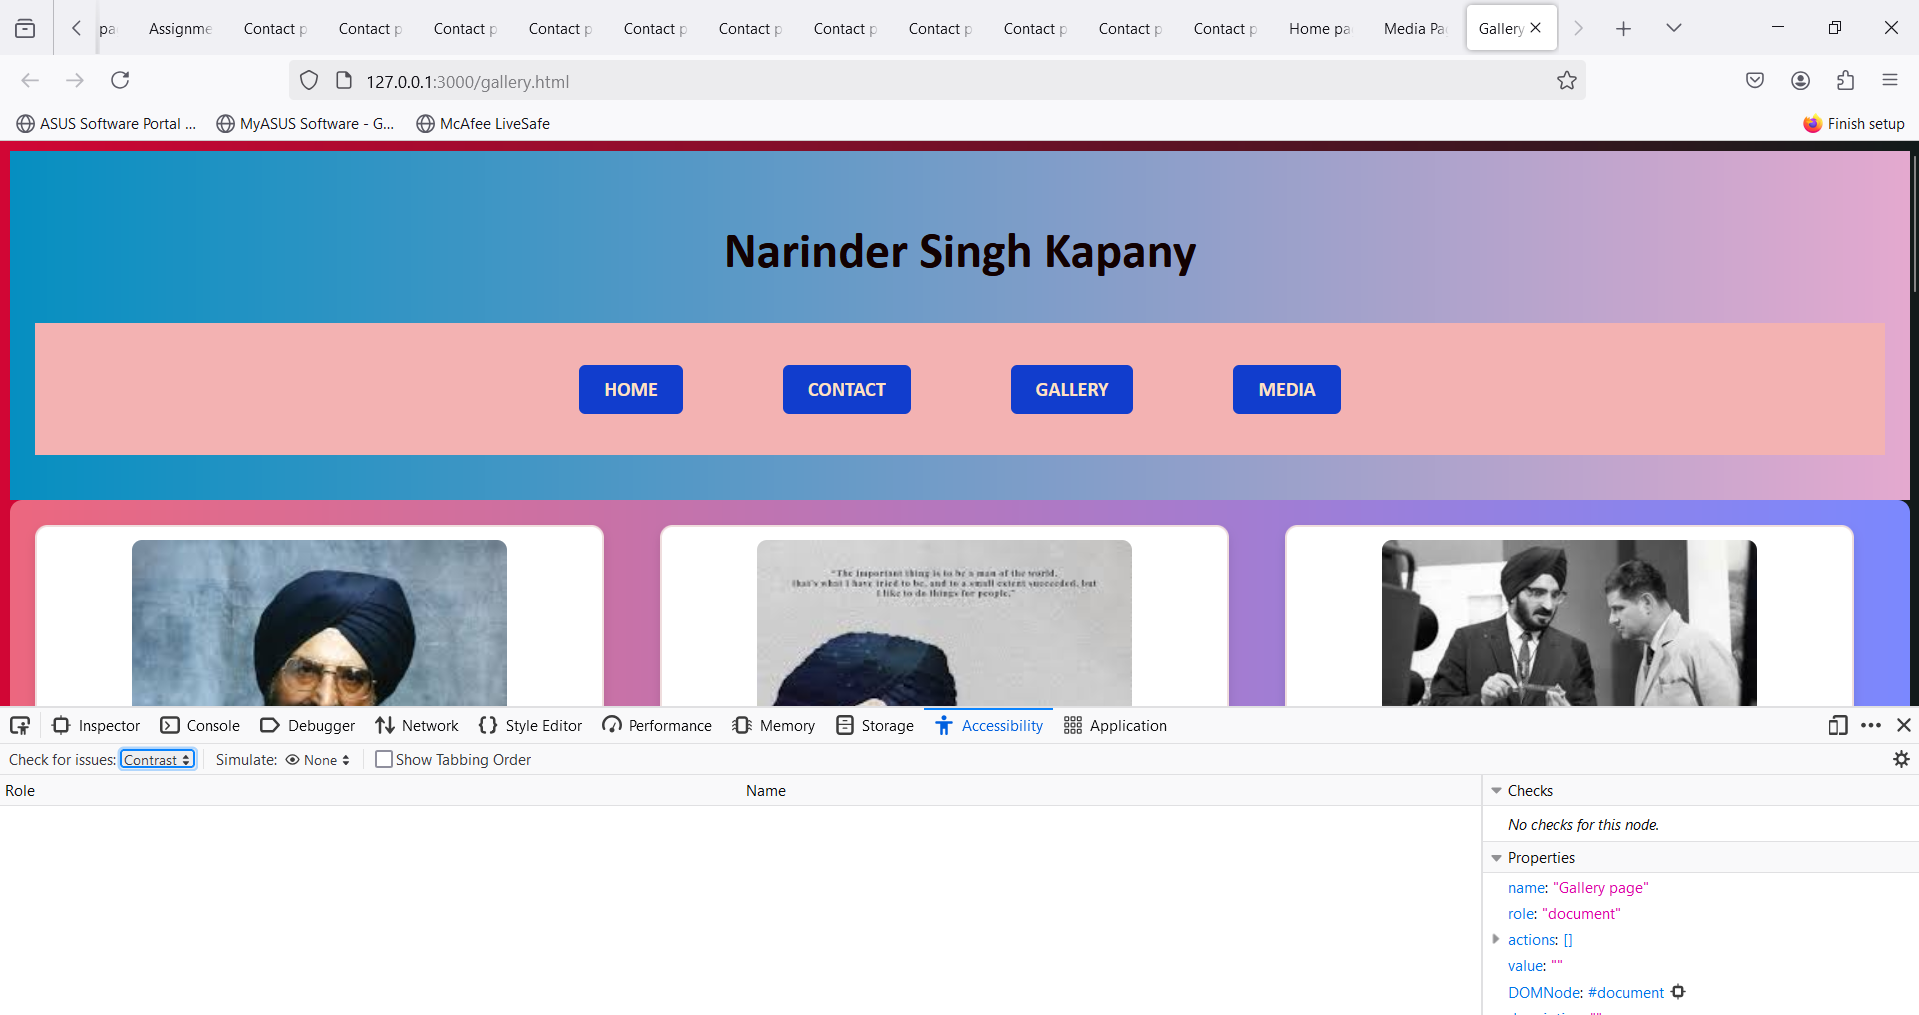 pa Assignme Contact p Contact p Contact p Contact p Contact p Contact p Contact p Contact p Contact p Contact p Contact p Home pa Media Pa Gallery
127.0.0.1:3000/gallery.html
ASUS Software Portal ... MyASUS Software - G... McAfee LiveSafe Finish setup
Narinder Singh Kapany
HOME CONTACT GALLERY MEDIA
"The important thing is to be a man of the world,
that's what I have tried to be, and to a small extent succeeded, but
I like to do things for people."
Inspector Console Debugger Network Style Editor Performance Memory Storage Accessibility Application
Check for issues: Contrast Simulate: None Show Tabbing Order
Role Name Checks
No checks for this node.
Properties
name: "Gallery page"
role: "document"
actions: []
value: ""
DOMNode: #document